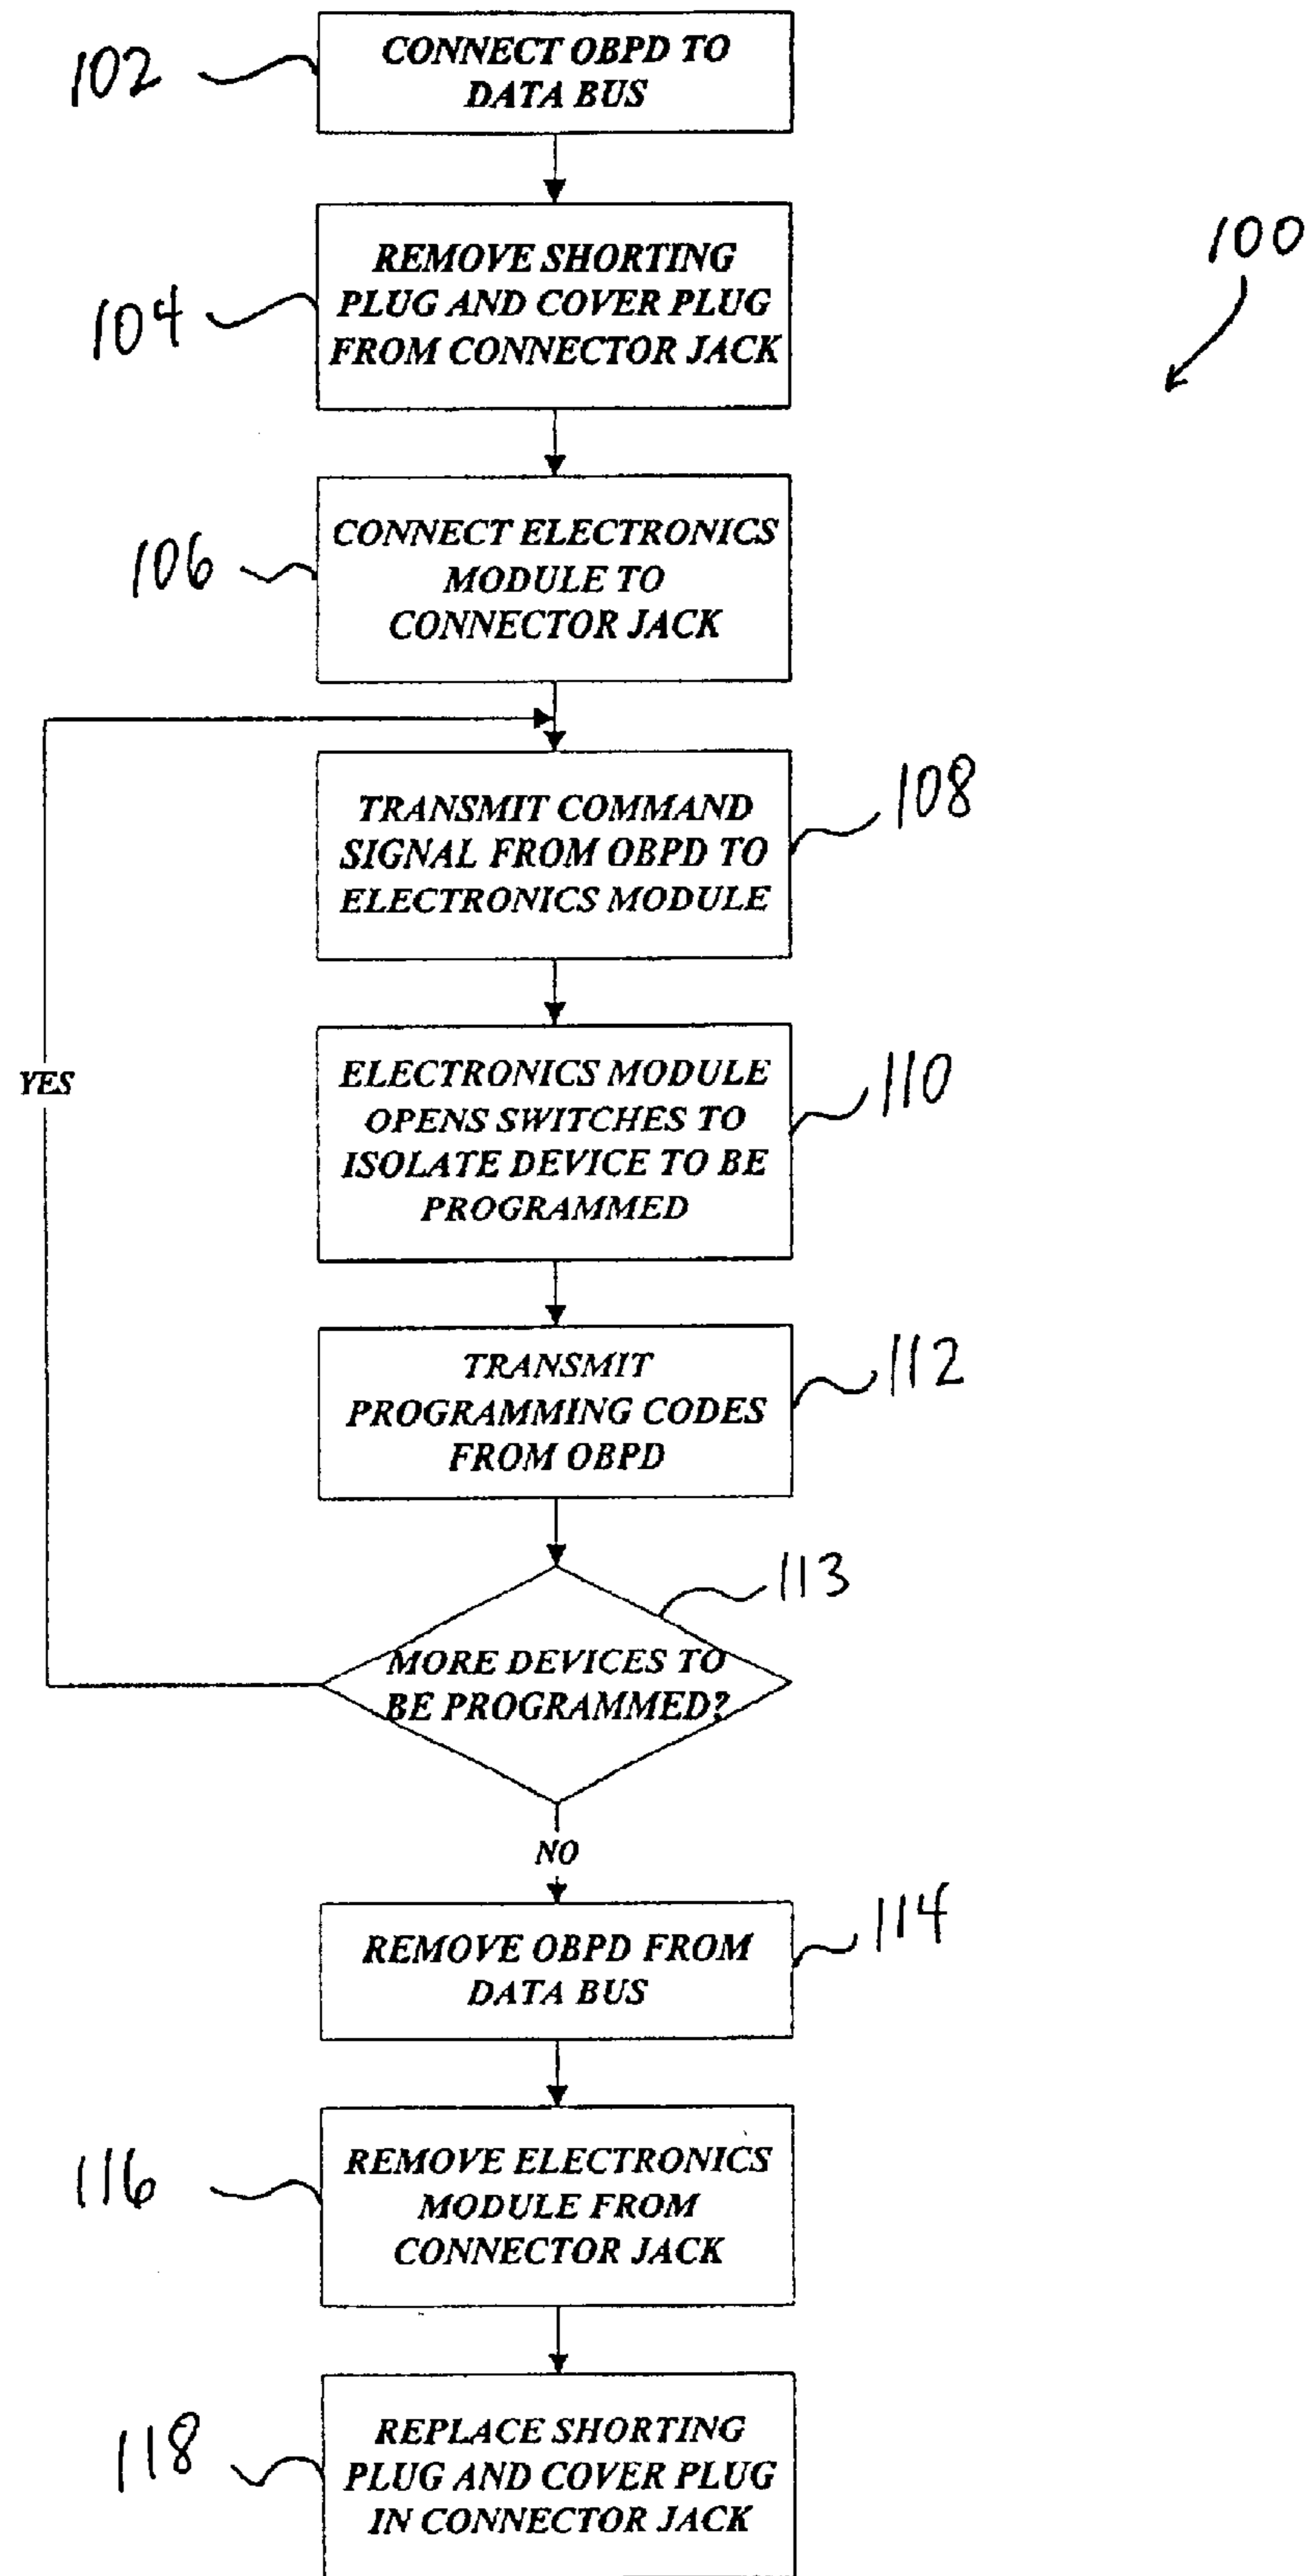 102
CONNECT OBPD TO
DATA BUS
100
104
REMOVE SHORTING
PLUG AND COVER PLUG
FROM CONNECTOR JACK
106
CONNECT ELECTRONICS
MODULE TO
CONNECTOR JACK
108
TRANSMIT COMMAND
SIGNAL FROM OBPD TO
ELECTRONICS MODULE
110
ELECTRONICS MODULE
OPENS SWITCHES TO
ISOLATE DEVICE TO BE
PROGRAMMED
YES
112
TRANSMIT
PROGRAMMING CODES
FROM OBPD
113
MORE DEVICES TO
BE PROGRAMMED?
NO
114
REMOVE OBPD FROM
DATA BUS
116
REMOVE ELECTRONICS
MODULE FROM
CONNECTOR JACK
118
REPLACE SHORTING
PLUG AND COVER PLUG
IN CONNECTOR JACK